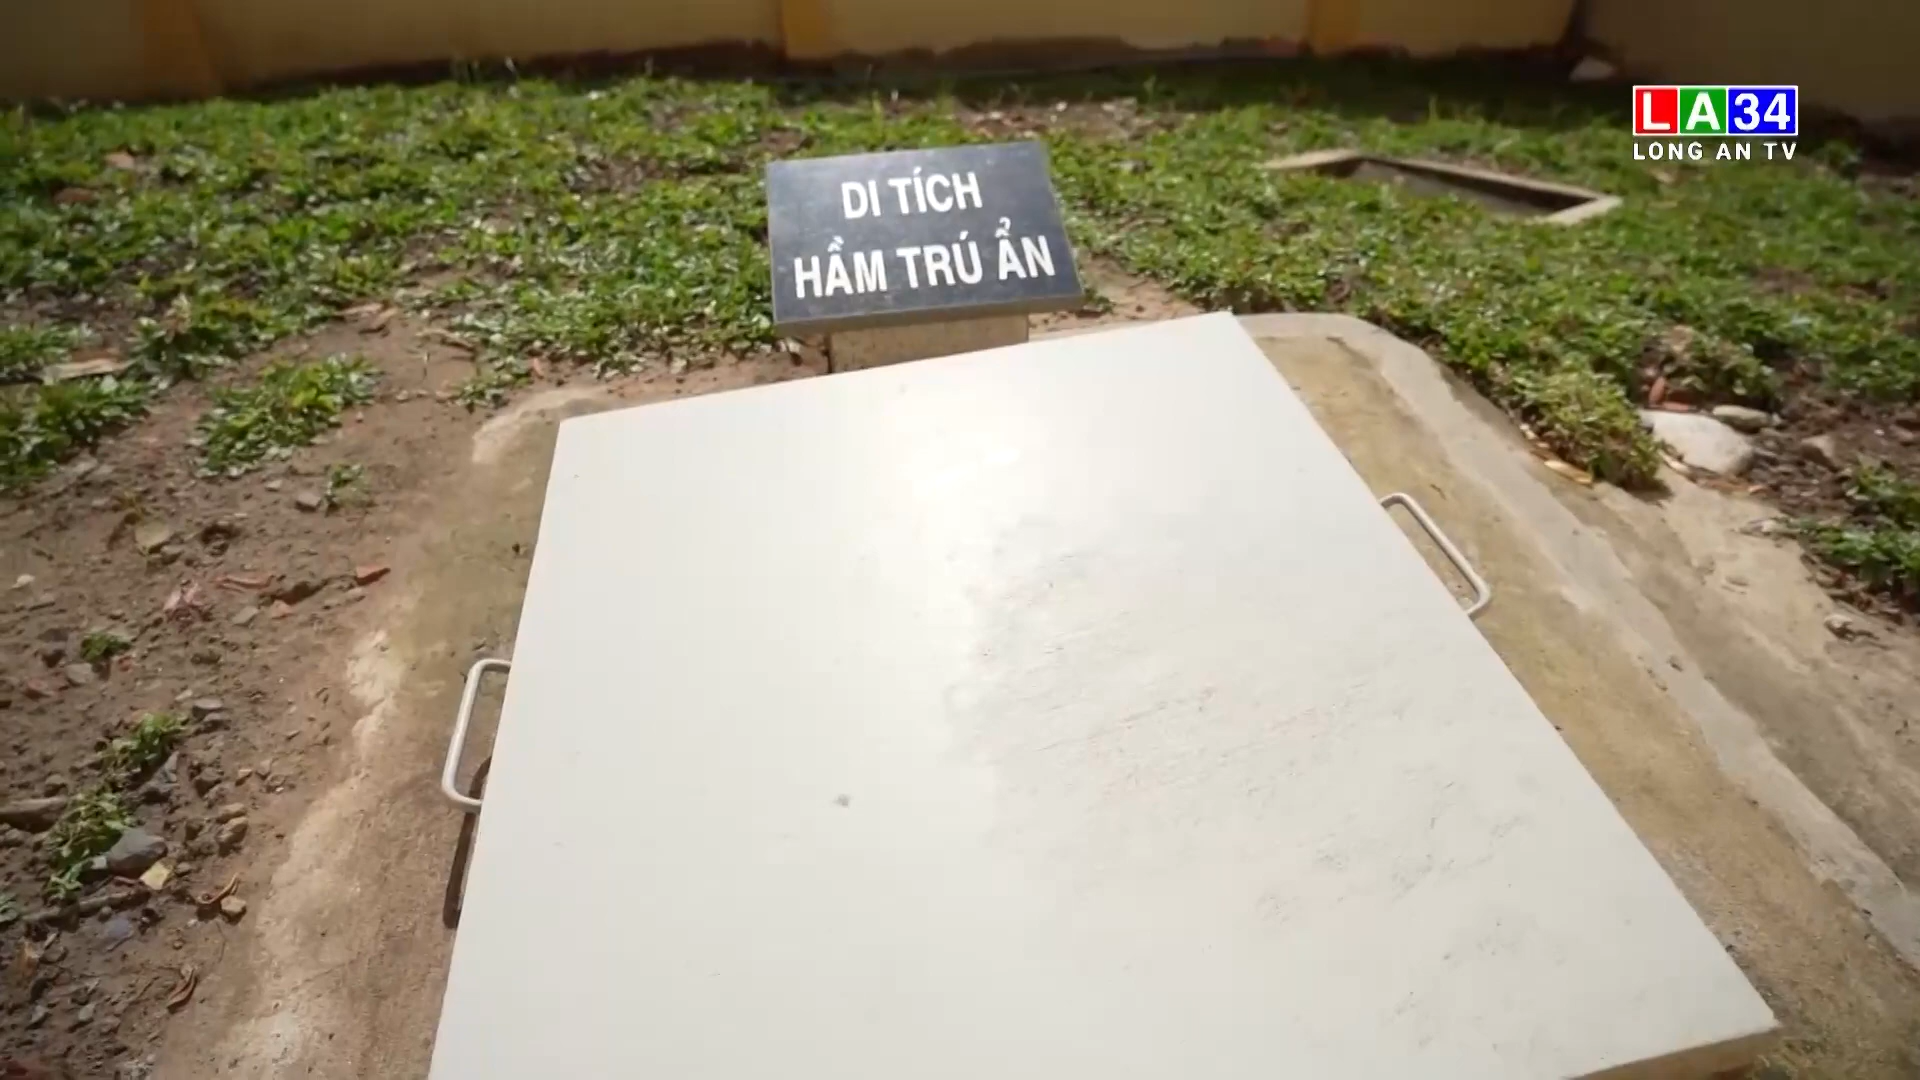 LA34
LONG AN TV
DI TÍCH
HẦM TRÚ ẨN